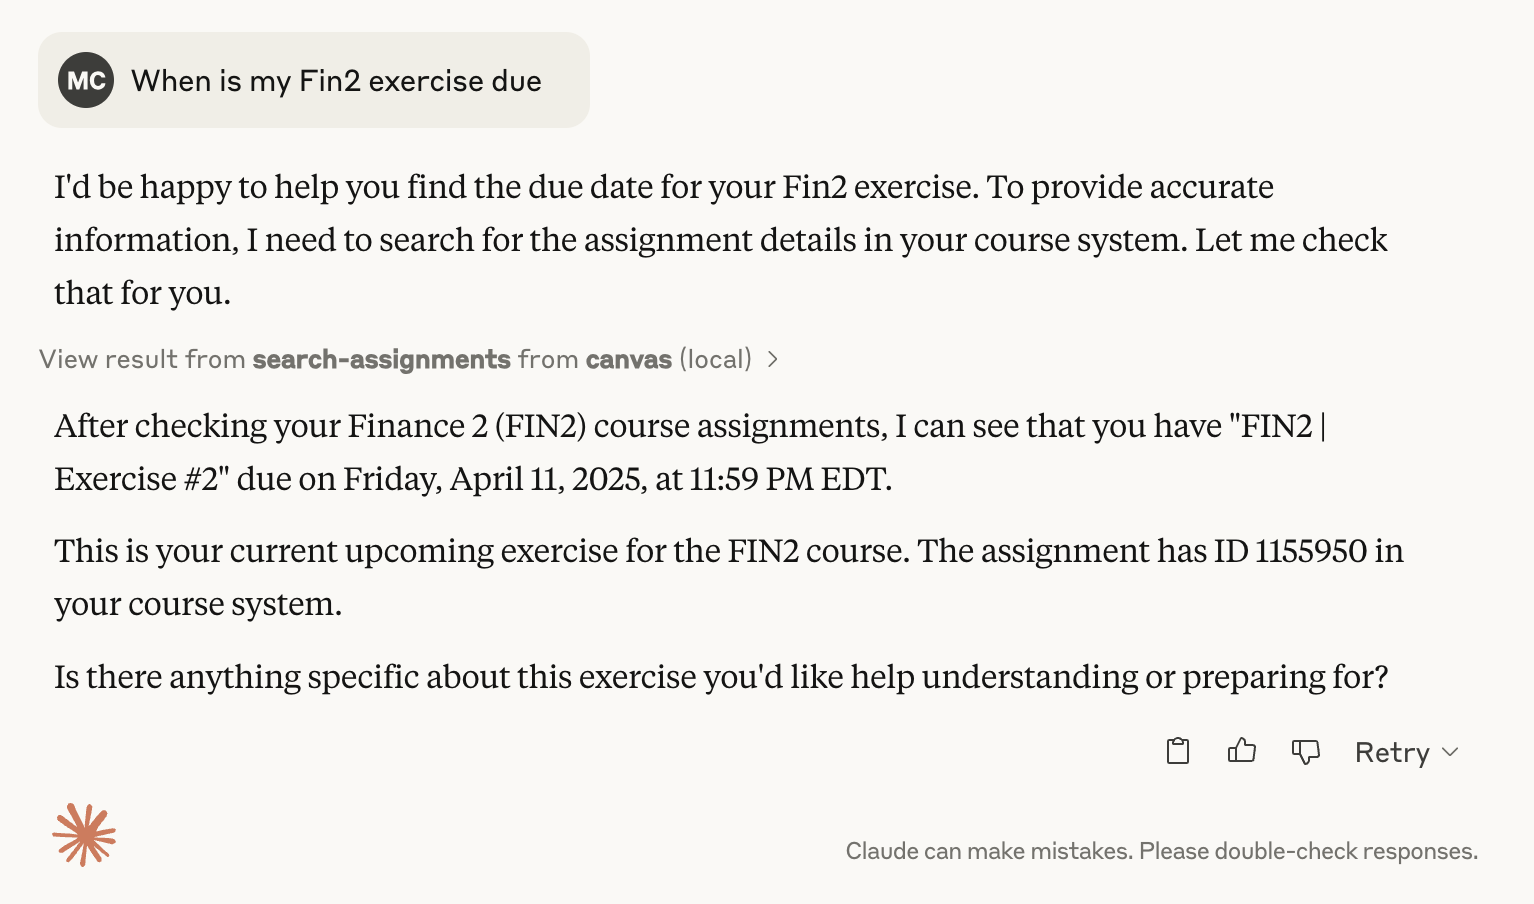 MC When is my Fin2 exercise due
I'd be happy to help you find the due date for your Fin2 exercise. To provide accurate
information, I need to search for the assignment details in your course system. Let me check
that for you.
View result from search-assignments from canvas (local)
After checking your Finance 2 (FIN2) course assignments, I can see that you have "FIN2 |
Exercise #2" due on Friday, April 11, 2025, at 11:59 PM EDT.
This is your current upcoming exercise for the FIN2 course. The assignment has ID 1155950 in
your course system.
Is there anything specific about this exercise you'd like help understanding or preparing for?
Retry
Claude can make mistakes. Please double-check responses.